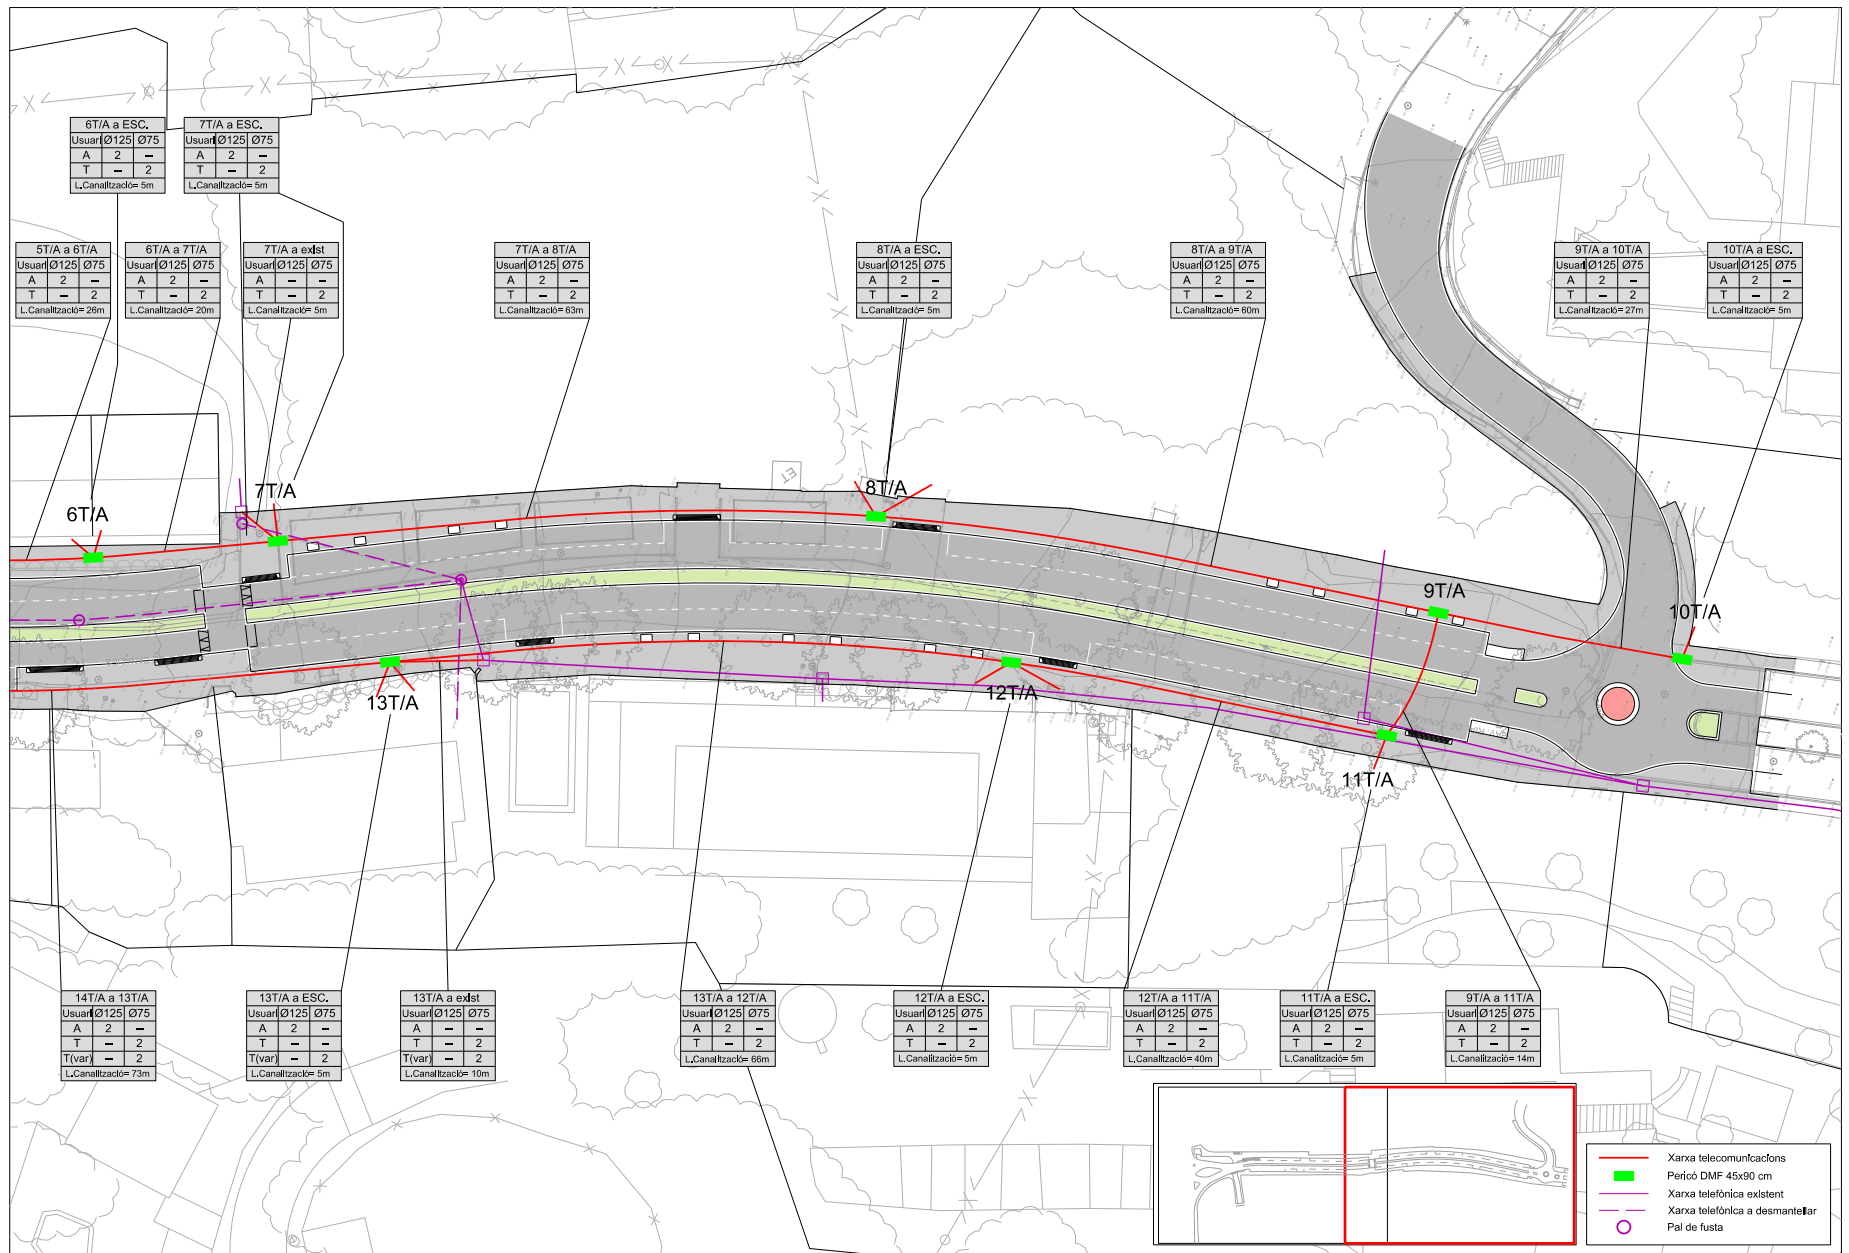 6T/A a ESC.
Usuari Ø125 Ø75
A 2 –
T – 2
L.Canalització= 5m
7T/A a ESC.
Usuari Ø125 Ø75
A 2 –
T – 2
L.Canalització= 5m
5T/A a 6T/A
Usuari Ø125 Ø75
A 2 –
T – 2
L.Canalització= 26m
6T/A a 7T/A
Usuari Ø125 Ø75
A 2 –
T – 2
L.Canalització= 20m
7T/A a exist
Usuari Ø125 Ø75
A – –
T – 2
L.Canalització= 5m
7T/A a 8T/A
Usuari Ø125 Ø75
A 2 –
T – 2
L.Canalització= 63m
8T/A a ESC.
Usuari Ø125 Ø75
A 2 –
T – 2
L.Canalització= 5m
8T/A a 9T/A
Usuari Ø125 Ø75
A 2 –
T – 2
L.Canalització= 60m
9T/A a 10T/A
Usuari Ø125 Ø75
A 2 –
T – 2
L.Canalització= 27m
10T/A a ESC.
Usuari Ø125 Ø75
A 2 –
T – 2
L.Canalització= 5m
ET
6T/A
7T/A
8T/A
9T/A
10T/A
13T/A
12T/A
11T/A
14T/A a 13T/A
Usuari Ø125 Ø75
A 2 –
T – 2
T(var) – 2
L.Canalització= 73m
13T/A a ESC.
Usuari Ø125 Ø75
A 2 –
T – –
T(var) – 2
L.Canalització= 5m
13T/A a exist
Usuari Ø125 Ø75
A – –
T – 2
T(var) – 2
L.Canalització= 10m
13T/A a 12T/A
Usuari Ø125 Ø75
A 2 –
T – 2
L.Canalització= 66m
12T/A a ESC.
Usuari Ø125 Ø75
A 2 –
T – 2
L.Canalització= 5m
12T/A a 11T/A
Usuari Ø125 Ø75
A 2 –
T – 2
L.Canalització= 40m
11T/A a ESC.
Usuari Ø125 Ø75
A 2 –
T – 2
L.Canalització= 5m
9T/A a 11T/A
Usuari Ø125 Ø75
A 2 –
T – 2
L.Canalització= 14m
Xarxa telecomunicacions
Pericó DMF 45x90 cm
Xarxa telefònica existent
Xarxa telefònica a desmantellar
Pal de fusta